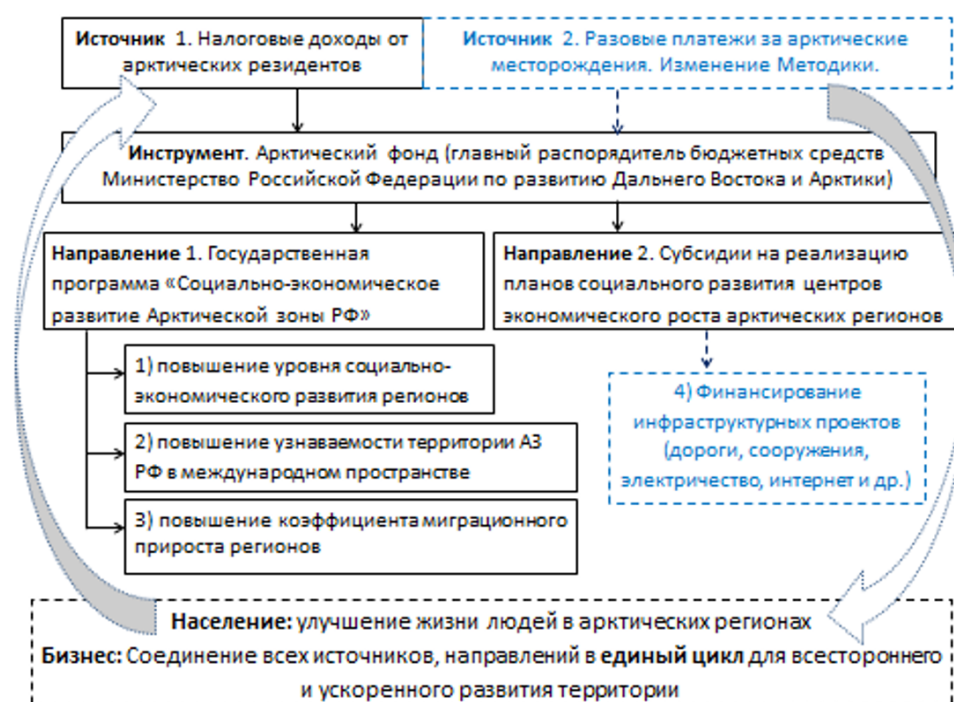 Источник 1. Налоговые доходы от
арктических резидентов
Источник 2. Разовые платежи за арктические
месторождения. Изменение Методики.
Инструмент. Арктический фонд (главный распорядитель бюджетных средств
Министерство Российской Федерации по развитию Дальнего Востока и Арктики)
Направление 1. Государственная
программа «Социально-экономическое
развитие Арктической зоны РФ»
Направление 2. Субсидии на реализацию
планов социального развития центров
экономического роста арктических регионов
1) повышение уровня социально-
экономического развития регионов
2) повышение узнаваемости территории АЗ
РФ в международном пространстве
3) повышение коэффициента миграционного
прироста регионов
4) Финансирование
инфраструктурных проектов
(дороги, сооружения,
электричество, интернет и др.)
Население: улучшение жизни людей в арктических регионах
Бизнес: Соединение всех источников, направлений в единый цикл для всестороннего
и ускоренного развития территории